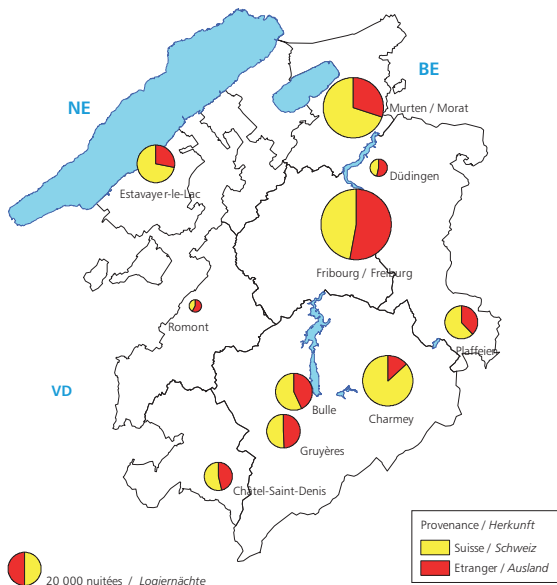 BE
NE
Murten / Morat
Düdingen
Estavayer-le-Lac
Fribourg / Freiburg
Romont
Plaffeien
VD
Bulle
Charmey
Gruyères
Châtel-Saint-Denis
Provenance / Herkunft
Suisse / Schweiz
Etranger / Ausland
20 000 nuitées / Logiernächte